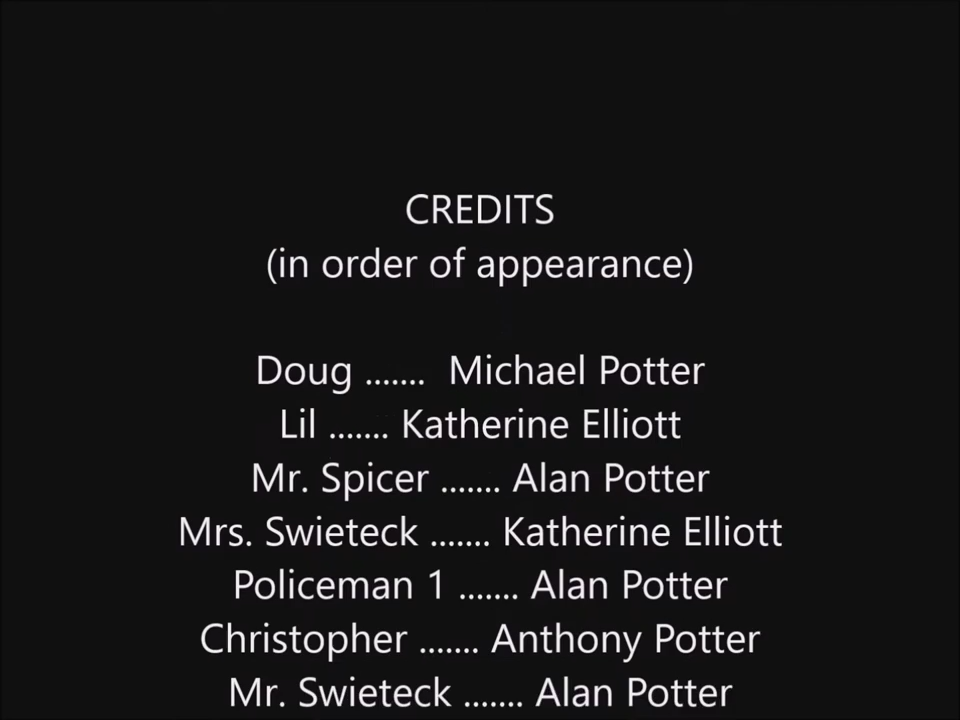 CREDITS
(in order of appearance)
Doug ....... Michael Potter
Lil ....... Katherine Elliott
Mr. Spicer ....... Alan Potter
Mrs. Swieteck ....... Katherine Elliott
Policeman 1 ....... Alan Potter
Christopher ....... Anthony Potter
Mr. Swieteck ....... Alan Potter